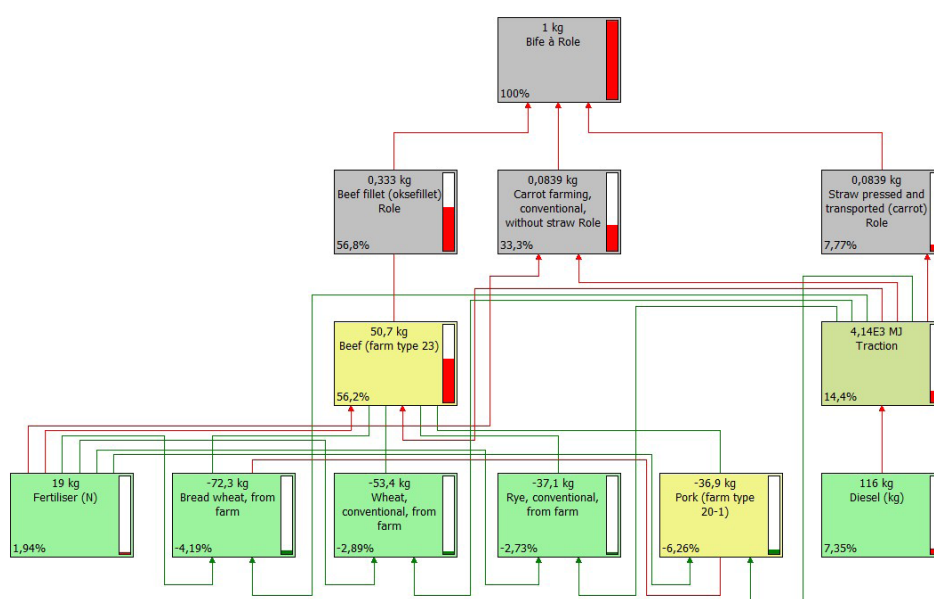 1 kg
Bife à Role
100%
0,333 kg
Beef fillet (oksefillet)
Role
56,8%
0,0839 kg
Carrot farming,
conventional,
without straw Role
33,3%
0,0839 kg
Straw pressed and
transported (carrot)
Role
7,77%
50,7 kg
Beef (farm type 23)
56,2%
4,14E3 MJ
Traction
14,4%
19 kg
Fertiliser (N)
1,94%
-72,3 kg
Bread wheat, from
farm
-4,19%
-53,4 kg
Wheat,
conventional, from
farm
-2,89%
-37,1 kg
Rye, conventional,
from farm
-2,73%
-36,9 kg
Pork (farm type
20-1)
-6,26%
116 kg
Diesel (kg)
7,35%